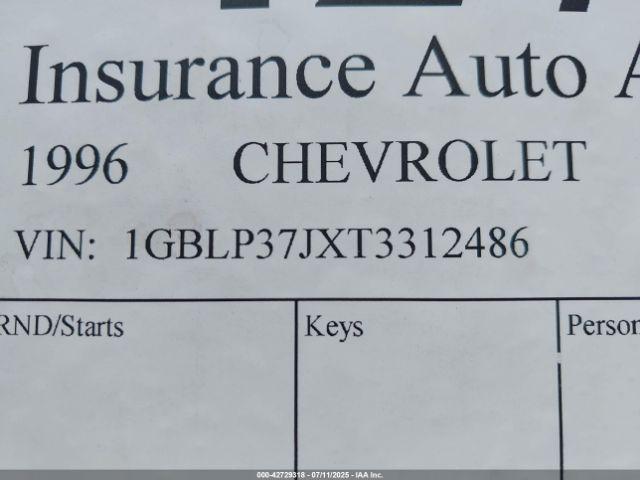 Insurance Auto
1996 CHEVROLET
VIN: 1GBLP37JXT3312486
RND/Starts Keys Person
000-42729318 - 07/11/2025 - IAA Inc.